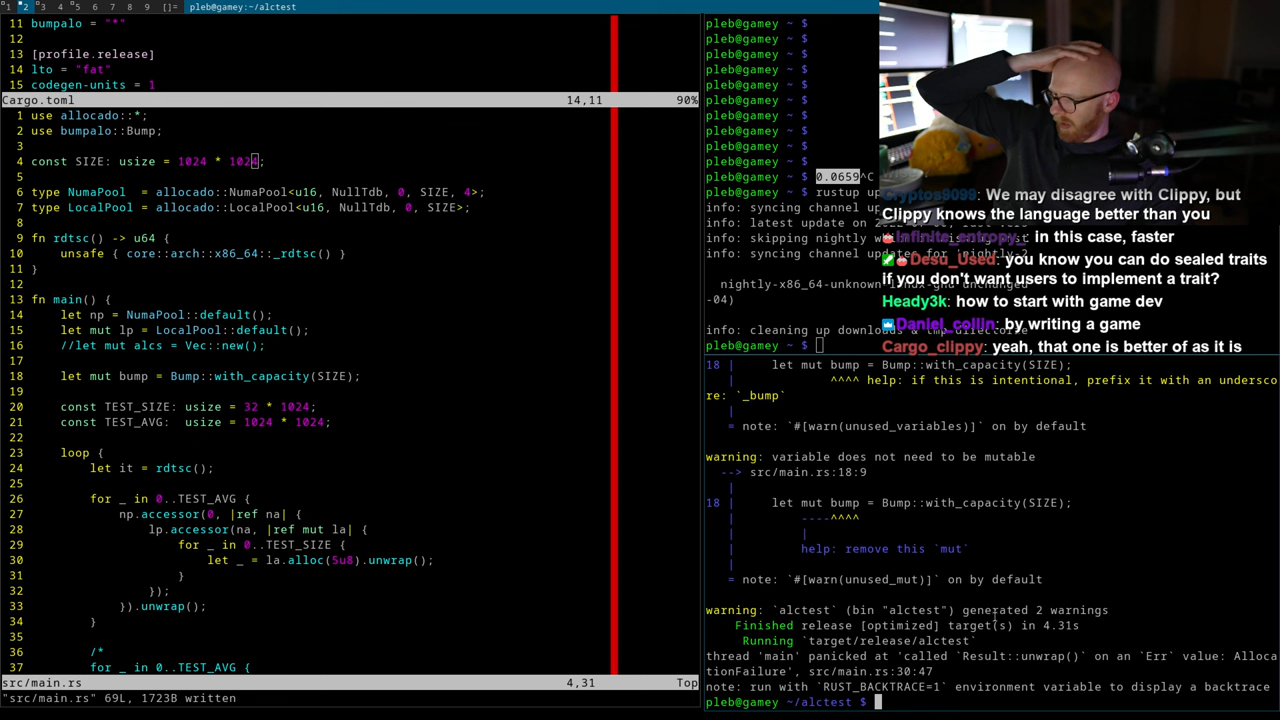 1 2 3 4 5 6 7 8 9 []= pleb@gamey:~/alctest
11 bumpalo = "*"
12
13 [profile.release]
14 lto = "fat"
15 codegen-units = 1
Cargo.toml 14,11 90%
1 use allocado::*;
2 use bumpalo::Bump;
3
4 const SIZE: usize = 1024 * 1024;
5
6 type NumaPool  = allocado::NumaPool<u16, NullTdb, 0, SIZE, 4>;
7 type LocalPool = allocado::LocalPool<u16, NullTdb, 0, SIZE>;
8
9 fn rdtsc() -> u64 {
10     unsafe { core::arch::x86_64::_rdtsc() }
11 }
12
13 fn main() {
14     let np = NumaPool::default();
15     let mut lp = LocalPool::default();
16     //let mut alcs = Vec::new();
17
18     let mut bump = Bump::with_capacity(SIZE);
19
20     const TEST_SIZE: usize = 32 * 1024;
21     const TEST_AVG:  usize = 1024 * 1024;
22
23     loop {
24         let it = rdtsc();
25
26         for _ in 0..TEST_AVG {
27             np.accessor(0, |ref na| {
28                 lp.accessor(na, |ref mut la| {
29                     for _ in 0..TEST_SIZE {
30                         let _ = la.alloc(5u8).unwrap();
31                     }
32                 });
33             }).unwrap();
34         }
35
36         /*
37         for _ in 0..TEST_AVG {
src/main.rs 4,31 Top
"src/main.rs" 69L, 1723B written
pleb@gamey ~ $
pleb@gamey ~ $
pleb@gamey ~ $
pleb@gamey ~ $
pleb@gamey ~ $
pleb@gamey ~ $
pleb@gamey ~ $
pleb@gamey ~ $
pleb@gamey ~ $
pleb@gamey ~ $
pleb@gamey ~ $ 0.0659^C
pleb@gamey ~ $ rustup up
info: syncing channel up
info: latest update on
info: skipping nightly
info: syncing channel up
nightly-x86_64-unknown
-04)
info: cleaning up downloads & tmp directorie
pleb@gamey ~ $
Cryptos9099: We may disagree with Clippy, but
Clippy knows the language better than you
infinite_entropy_: in this case, faster
Desu_Used: you know you can do sealed traits
if you don't want users to implement a trait?
Heady3k: how to start with game dev
Daniel_collin: by writing a game
Cargo_clippy: yeah, that one is better of as it is
18 |     let mut bump = Bump::with_capacity(SIZE);
|             ^^^^ help: if this is intentional, prefix it with an undersco
re: `_bump`
|
= note: `#[warn(unused_variables)]` on by default
warning: variable does not need to be mutable
--> src/main.rs:18:9
|
18 |     let mut bump = Bump::with_capacity(SIZE);
|         ----^^^^
|         |
|         help: remove this `mut`
|
= note: `#[warn(unused_mut)]` on by default
warning: `alctest` (bin "alctest") generated 2 warnings
Finished release [optimized] target(s) in 4.31s
Running `target/release/alctest`
thread 'main' panicked at 'called `Result::unwrap()` on an `Err` value: Alloca
tionFailure', src/main.rs:30:47
note: run with `RUST_BACKTRACE=1` environment variable to display a backtrace
pleb@gamey ~/alctest $